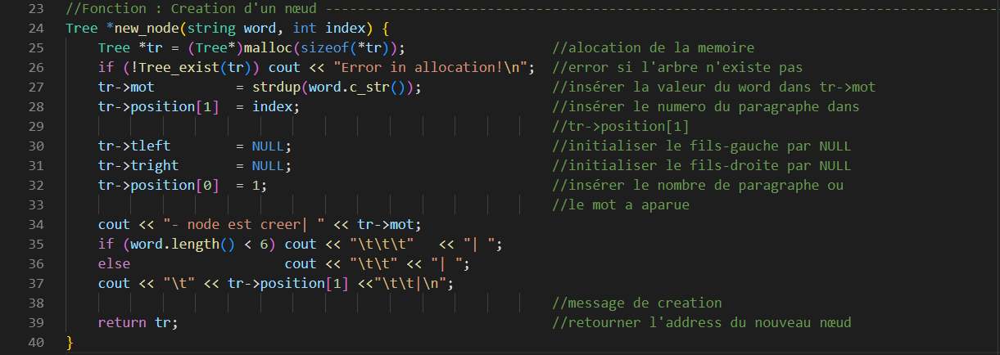 23 //Fonction : Creation d'un nœud -----------------------------------------------------------------------------------
24 Tree *new_node(string word, int index) {
25     Tree *tr = (Tree*)malloc(sizeof(*tr));                  //alocation de la memoire
26     if (!Tree_exist(tr)) cout << "Error in allocation!\n";  //error si l'arbre n'existe pas
27     tr->mot          = strdup(word.c_str());                //insérer la valeur du word dans tr->mot
28     tr->position[1]  = index;                               //insérer le numero du paragraphe dans
29                                                             //tr->position[1]
30     tr->tleft        = NULL;                                //initialiser le fils-gauche par NULL
31     tr->tright       = NULL;                                //initialiser le fils-droite par NULL
32     tr->position[0]  = 1;                                   //insérer le nombre de paragraphe ou
33                                                             //le mot a aparue
34     cout << "- node est creer| " << tr->mot;
35     if (word.length() < 6) cout << "\t\t\t"   << "| ";
36     else                   cout << "\t\t" << "| ";
37     cout << "\t" << tr->position[1] <<"\t\t|\n";
38                                                             //message de creation
39     return tr;                                              //retourner l'address du nouveau nœud
40 }